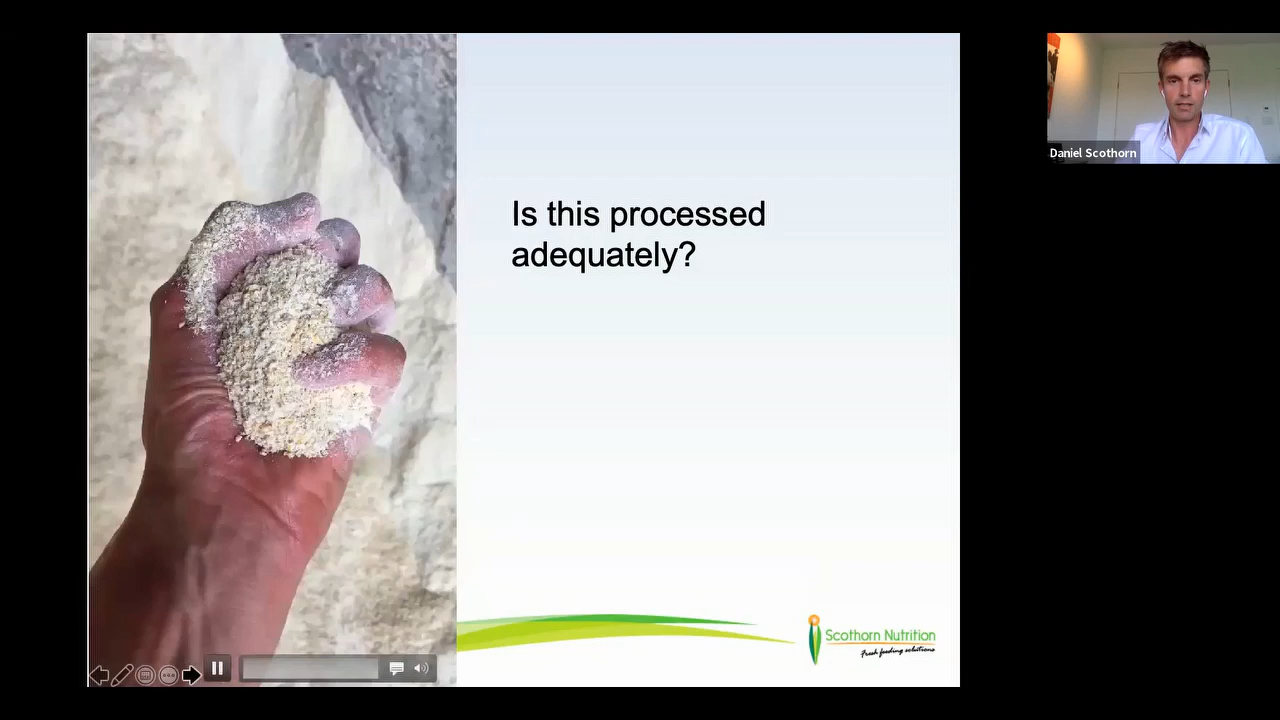 Is this processed
adequately?
Daniel Scothorn
Scothorn Nutrition
Fresh feeding solutions